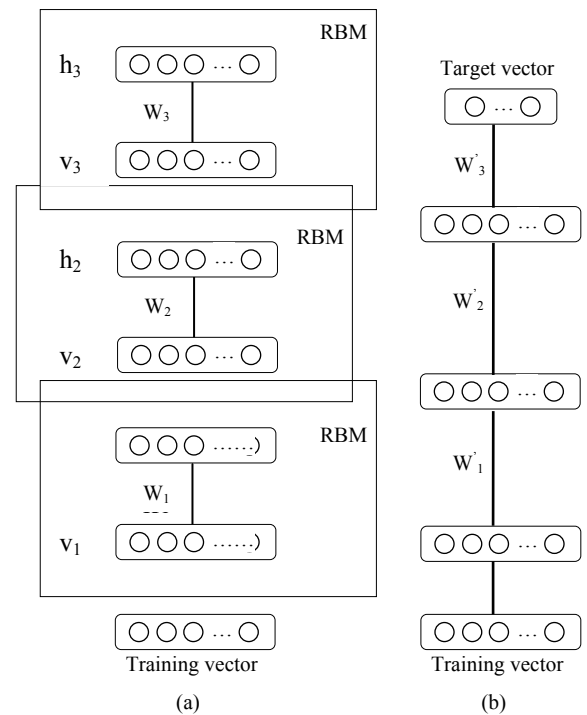 RBM
h3
W3
v3
RBM
h2
W2
v2
RBM
W1
v1
Training vector
(a)
Target vector
W'3
W'2
W'1
Training vector
(b)